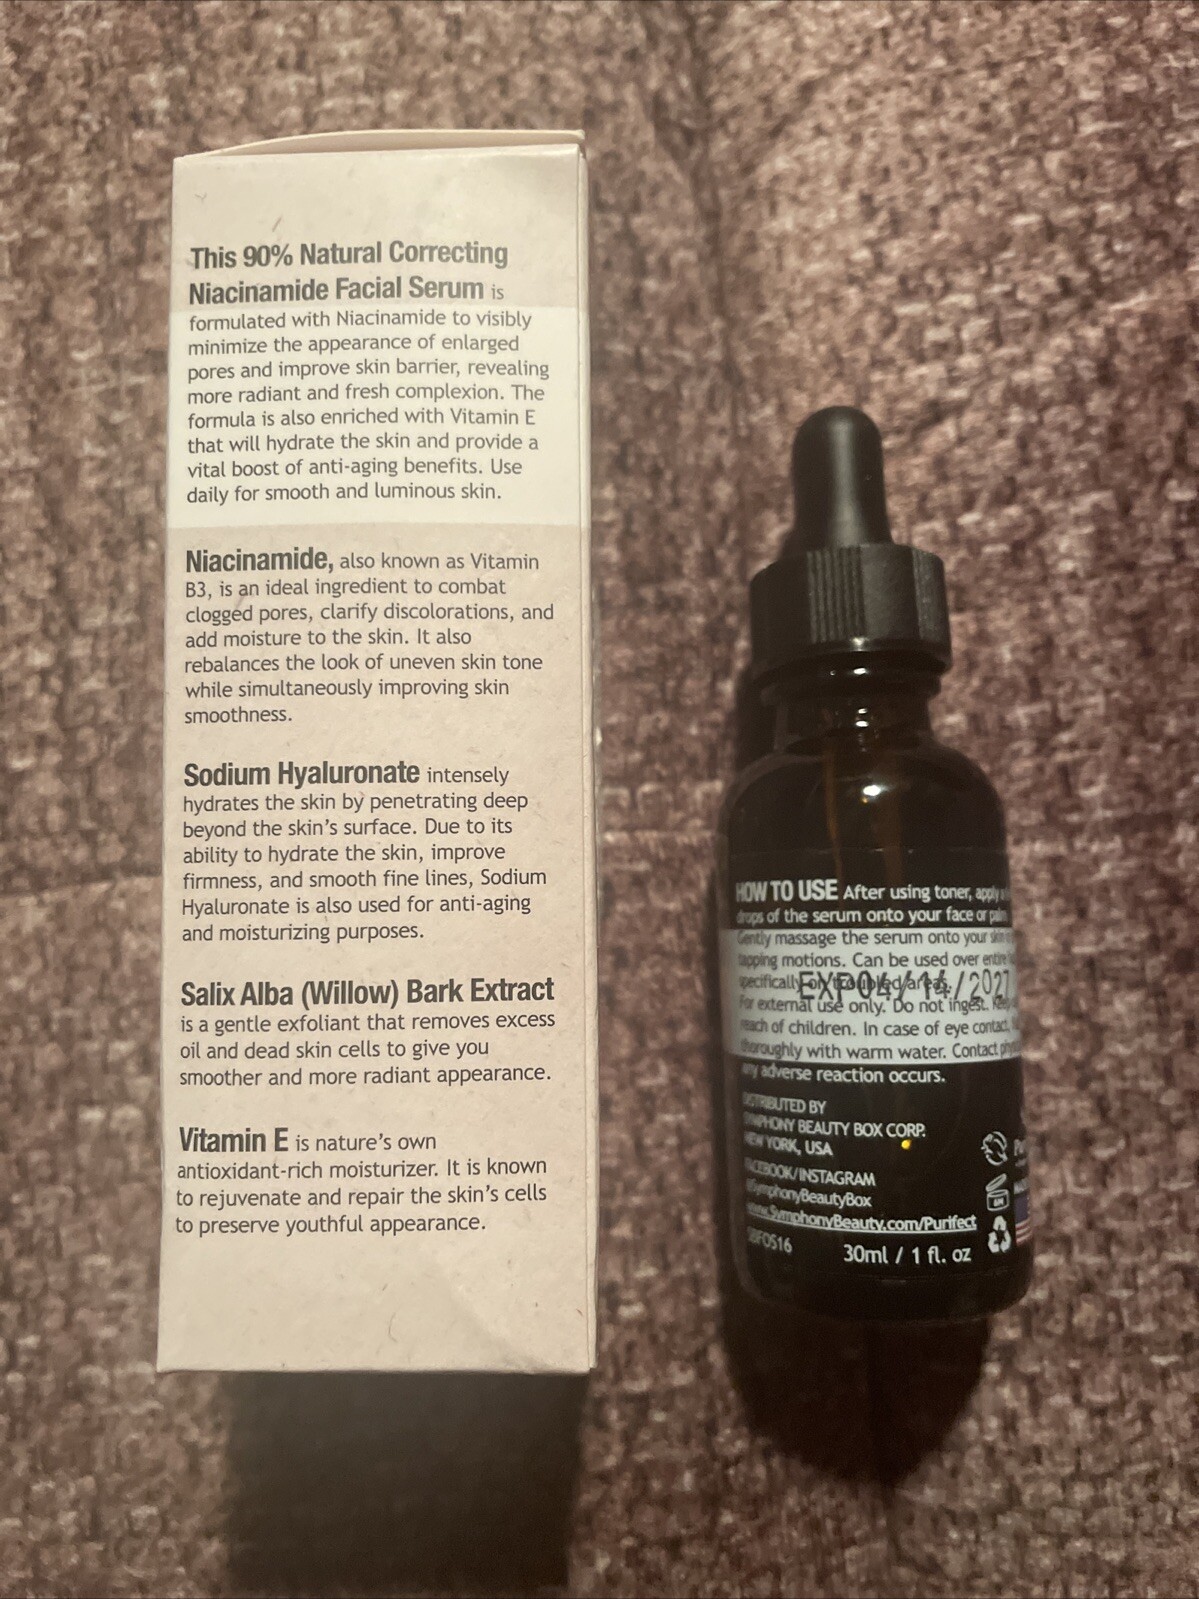 This 90% Natural Correcting
Niacinamide Facial Serum is
formulated with Niacinamide to visibly
minimize the appearance of enlarged
pores and improve skin barrier, revealing
more radiant and fresh complexion. The
formula is also enriched with Vitamin E
that will hydrate the skin and provide a
vital boost of anti-aging benefits. Use
daily for smooth and luminous skin.
Niacinamide, also known as Vitamin
B3, is an ideal ingredient to combat
clogged pores, clarify discolorations, and
add moisture to the skin. It also
rebalances the look of uneven skin tone
while simultaneously improving skin
smoothness.
Sodium Hyaluronate intensely
hydrates the skin by penetrating deep
beyond the skin's surface. Due to its
ability to hydrate the skin, improve
firmness, and smooth fine lines, Sodium
Hyaluronate is also used for anti-aging
and moisturizing purposes.
Salix Alba (Willow) Bark Extract
is a gentle exfoliant that removes excess
oil and dead skin cells to give you
smoother and more radiant appearance.
Vitamin E is nature's own
antioxidant-rich moisturizer. It is known
to rejuvenate and repair the skin's cells
to preserve youthful appearance.
HOW TO USE After using toner, apply
drops of the serum onto your face or palm
Gently massage the serum onto your skin
tapping motions. Can be used over entire
specifically on troubled areas.
EXP04/14/2027
For external use only. Do not ingest. Keep
reach of children. In case of eye contact,
thoroughly with warm water. Contact
any adverse reaction occurs.
DISTRIBUTED BY
SYMPHONY BEAUTY BOX CORP.
NEW YORK, USA
FACEBOOK/INSTAGRAM
@SymphonyBeautyBox
www.SymphonyBeauty.com/Purifect
30ml / 1 fl. oz